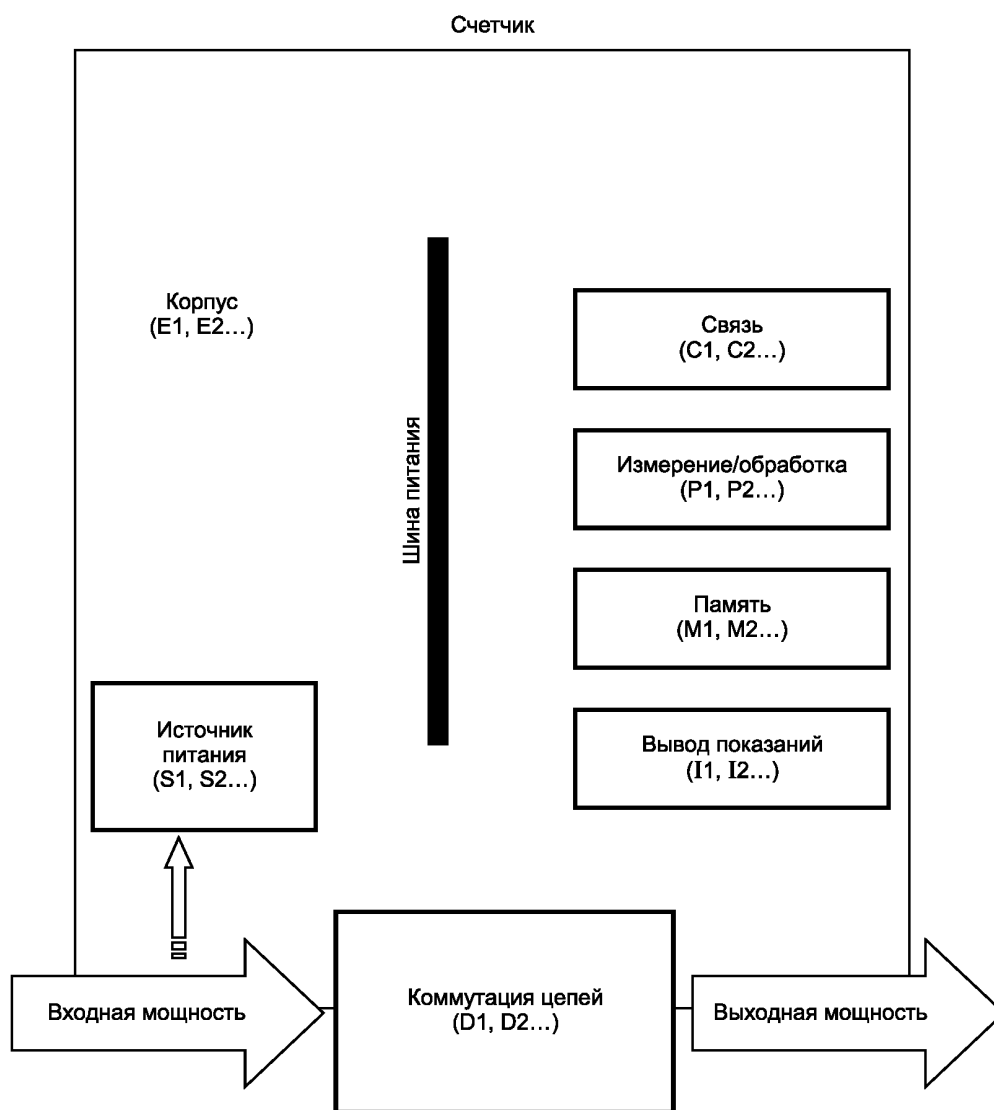 Счетчик
Корпус
(E1, E2...)
Шина питания
Связь
(C1, C2...)
Измерение/обработка
(P1, P2...)
Память
(M1, M2...)
Источник
питания
(S1, S2...)
Вывод показаний
(I1, I2...)
Входная мощность
Коммутация цепей
(D1, D2...)
Выходная мощность